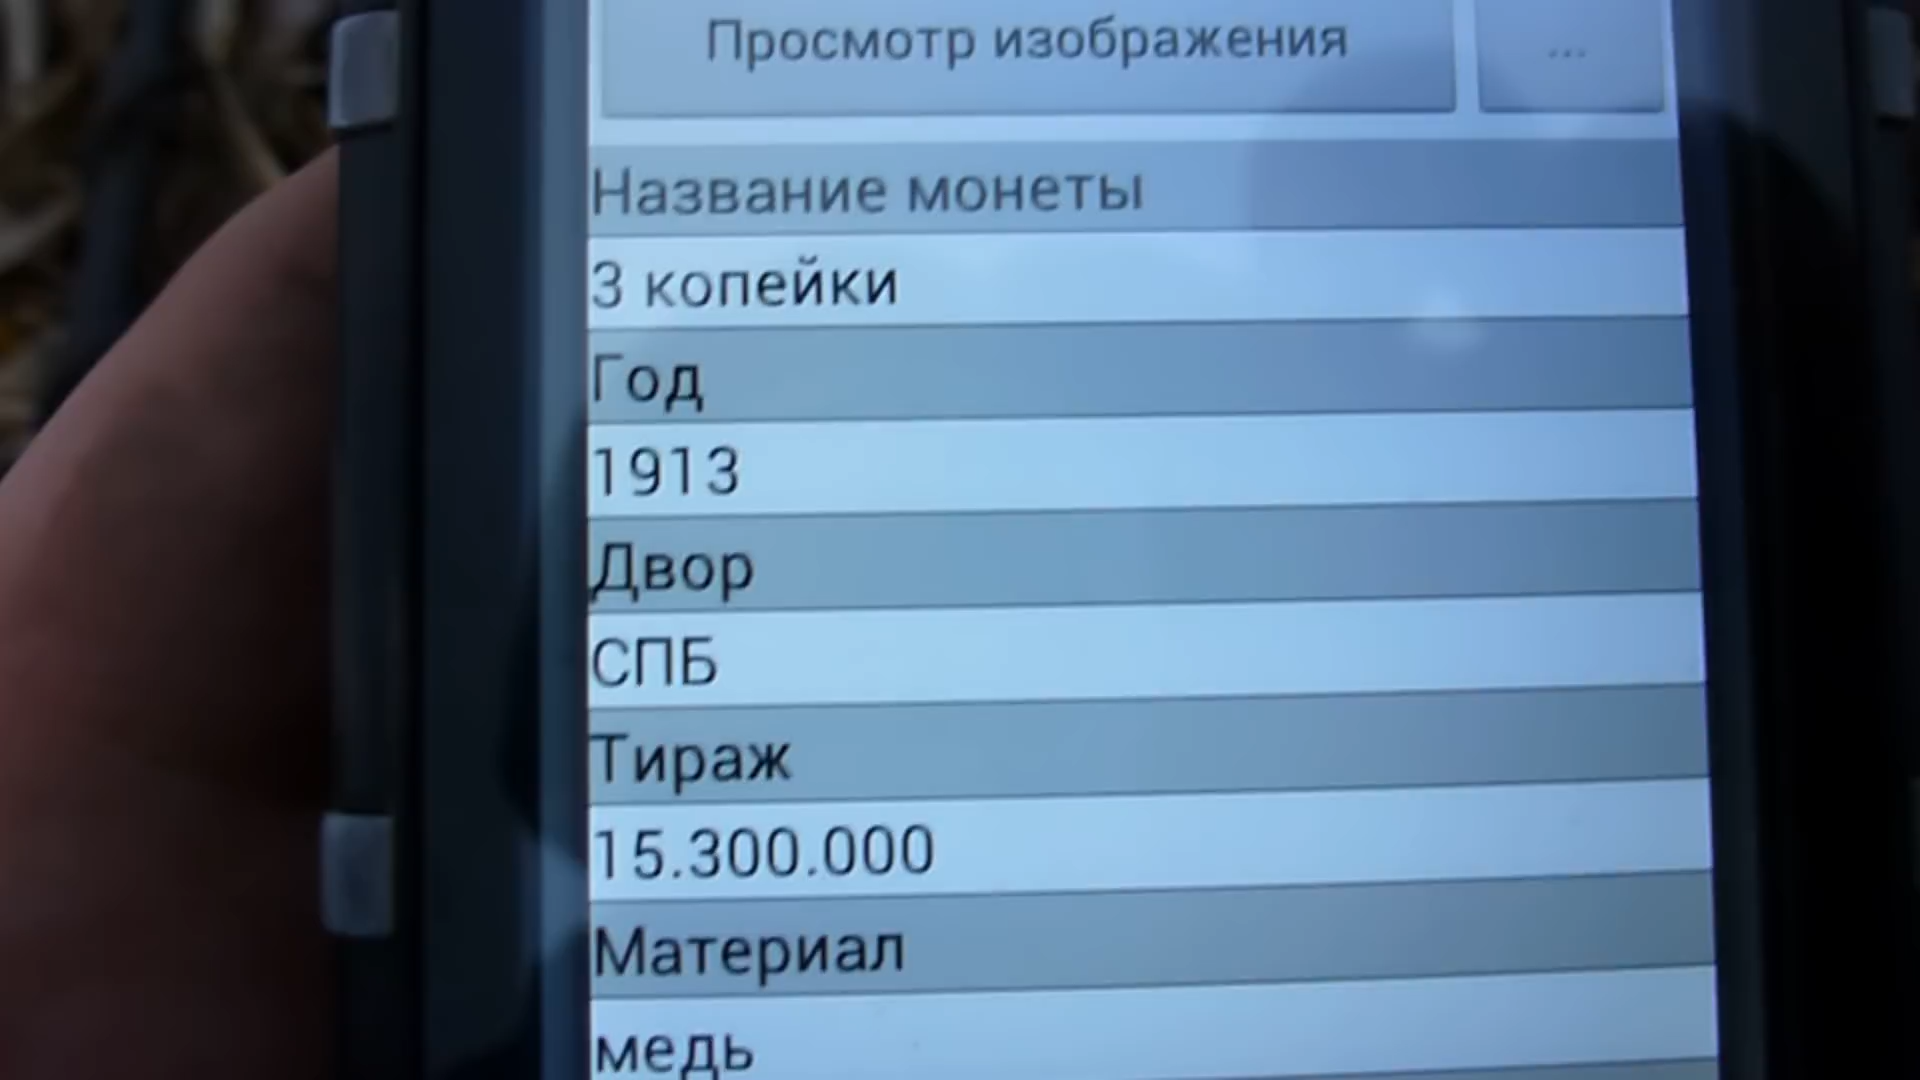 Просмотр изображения
...
Название монеты
3 копейки
Год
1913
Двор
СПБ
Тираж
15.300.000
Материал
медь